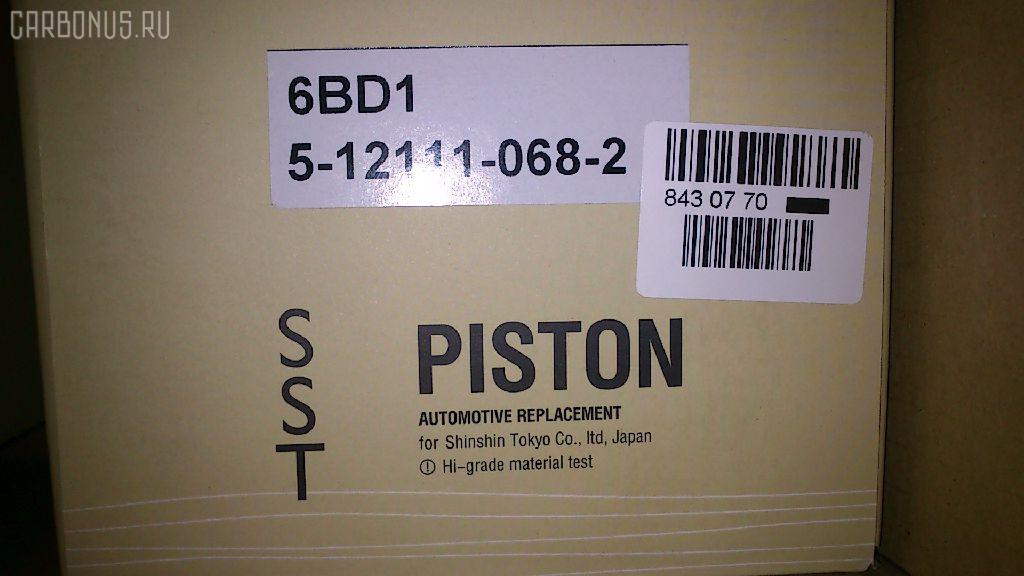 CARBONUS.RU
6BD1
5-12111-068-2
843 07 70
SST
PISTON
AUTOMOTIVE REPLACEMENT
for Shinshin Tokyo Co., ltd, Japan
! Hi-grade material test